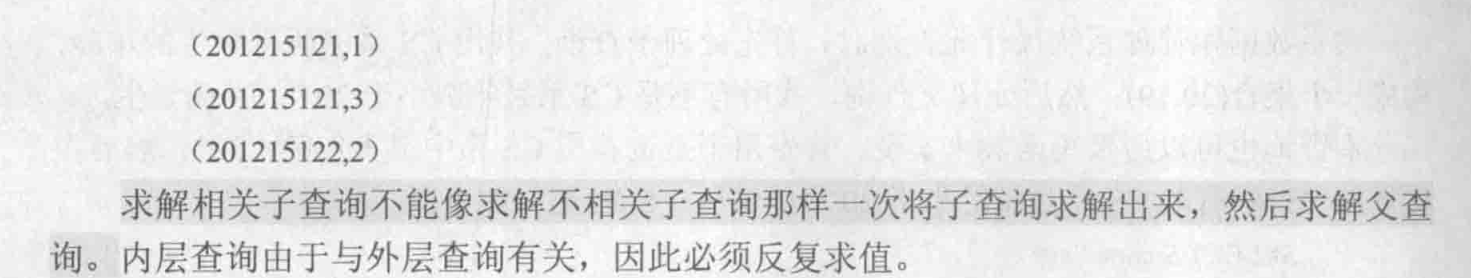 （201215121,1）
（201215121,3）
（201215122,2）
求解相关子查询不能像求解不相关子查询那样一次将子查询求解出来，然后求解父查
询。内层查询由于与外层查询有关，因此必须反复求值。